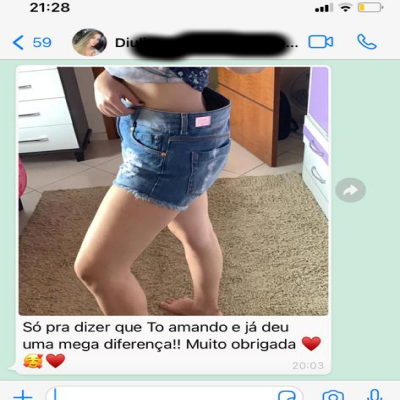 21:28
59 Diu ...
Só pra dizer que To amando e já deu
uma mega diferença!! Muito obrigada ❤️
🥰❤️
20:03